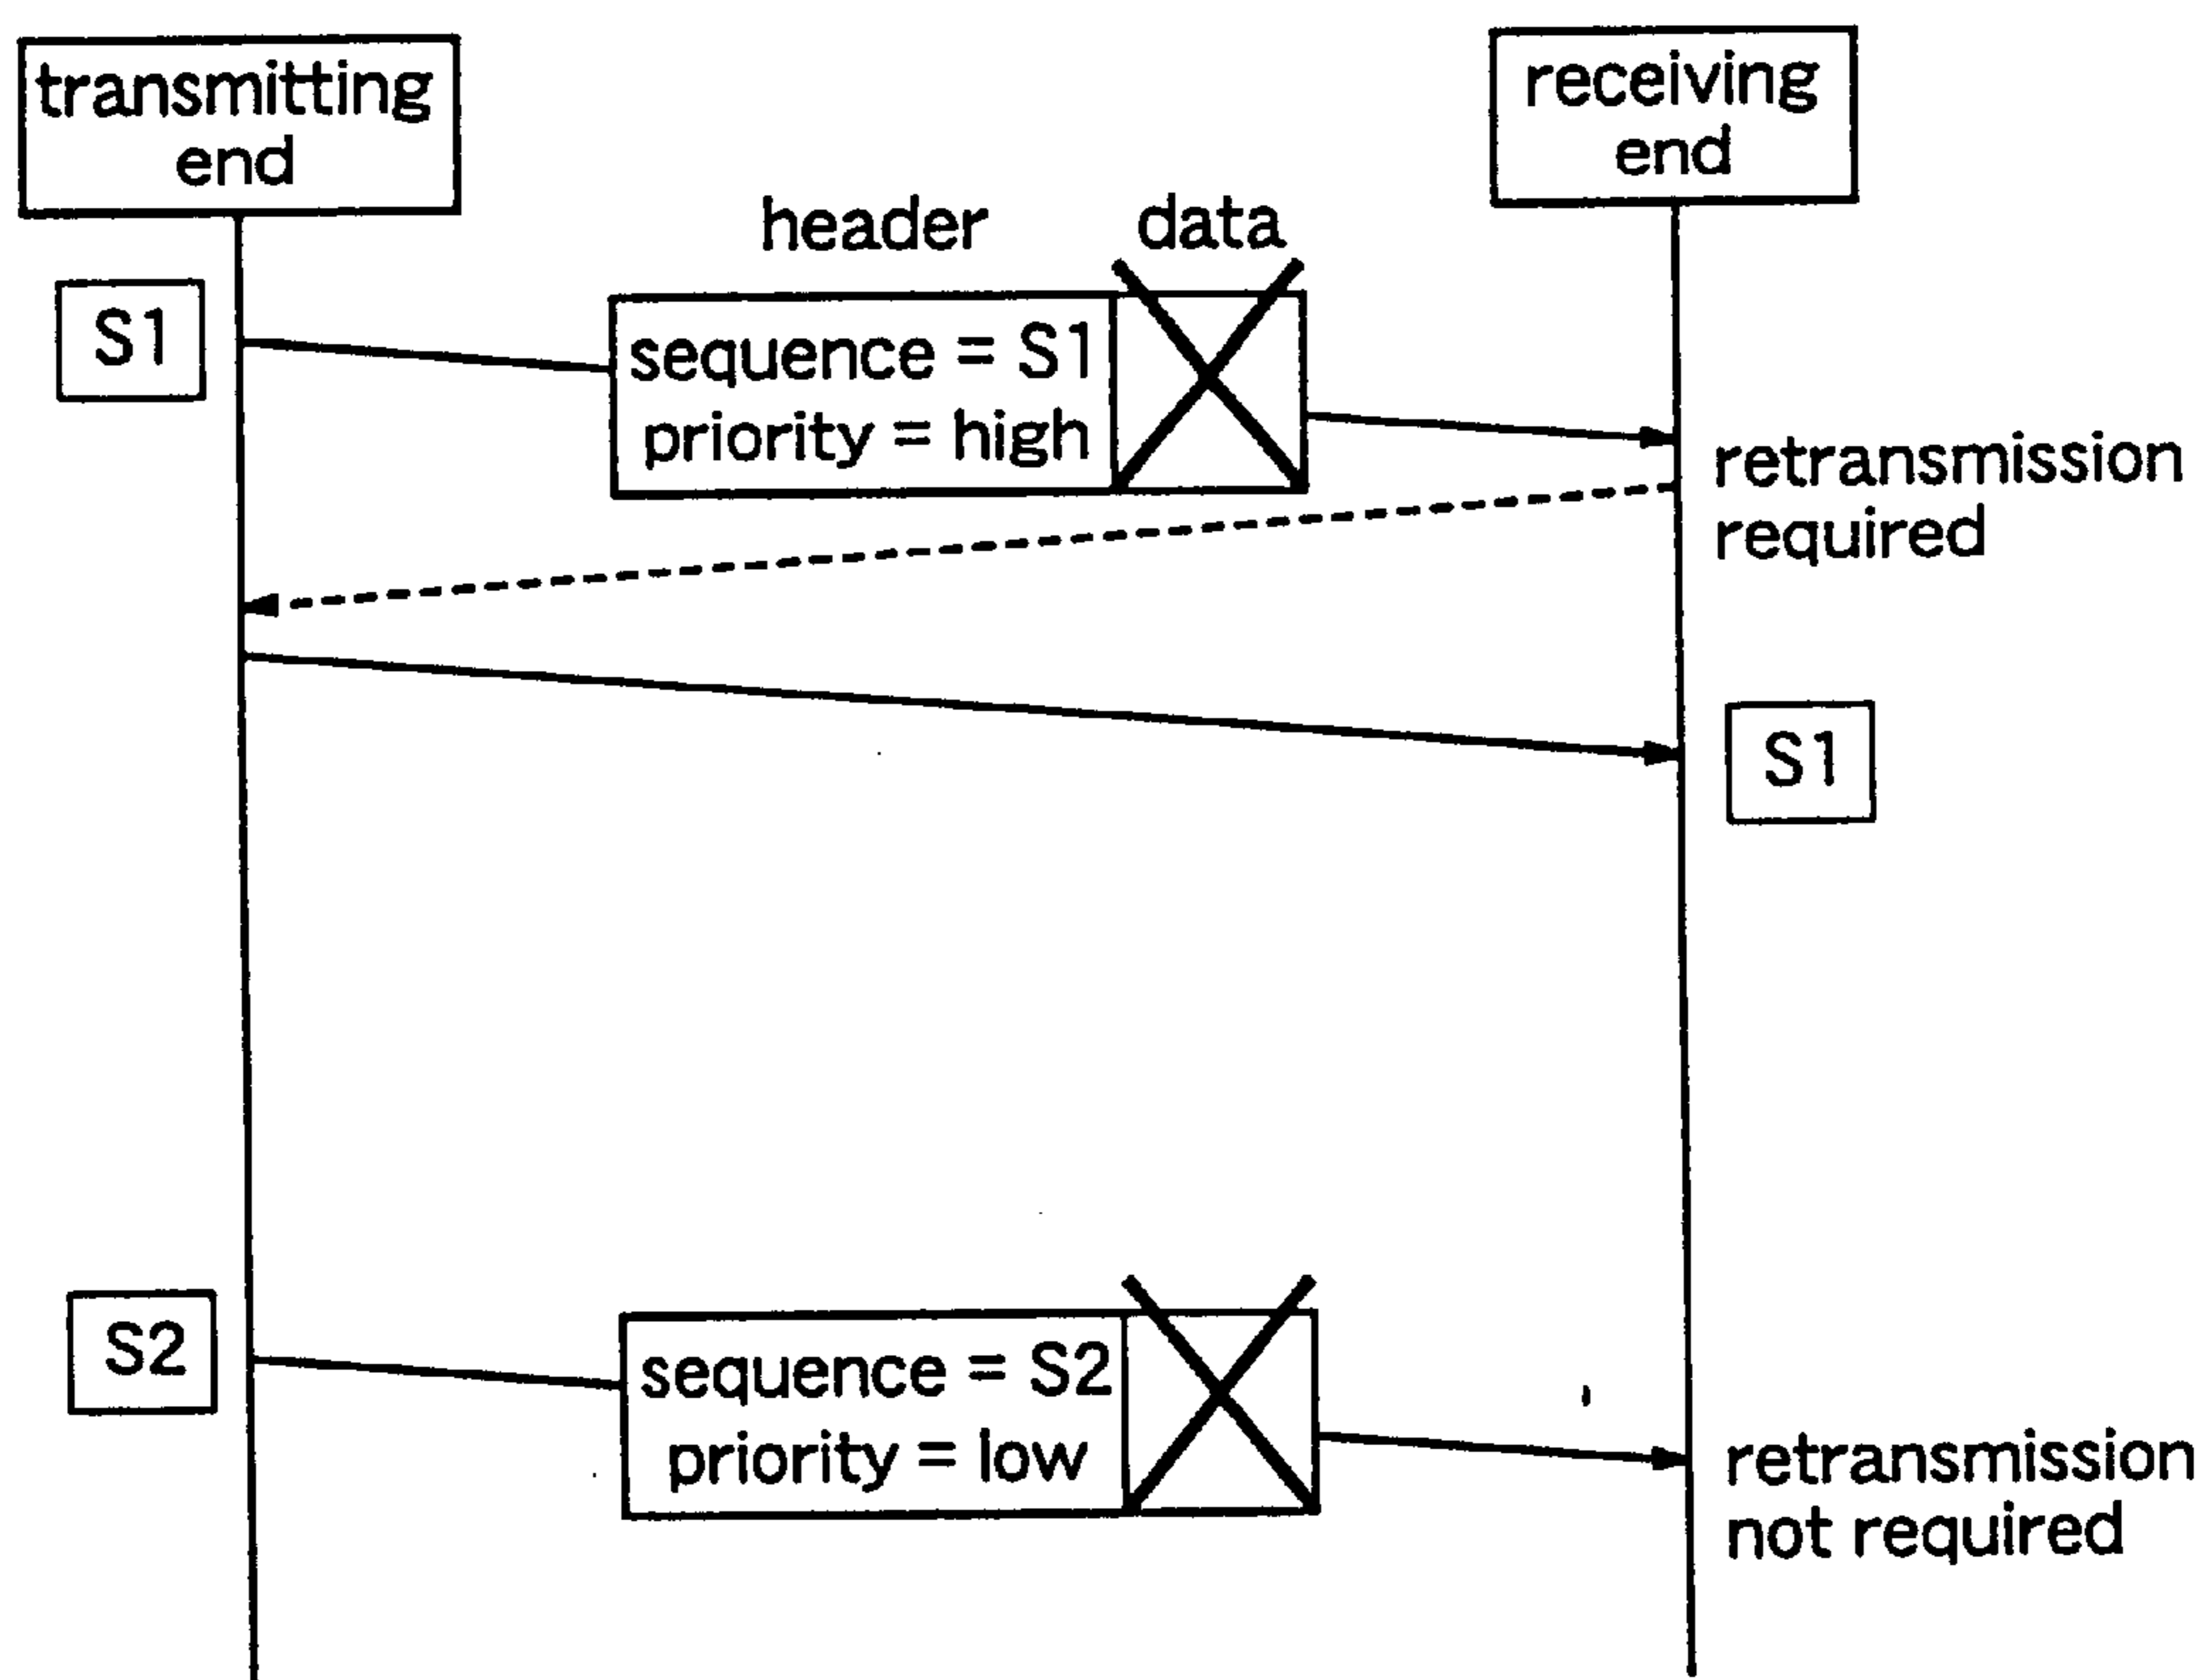 transmitting
end
receiving
end
header
data
S1
sequence = S1
priority = high
retransmission
required
S1
S2
sequence = S2
priority = low
retransmission
not required